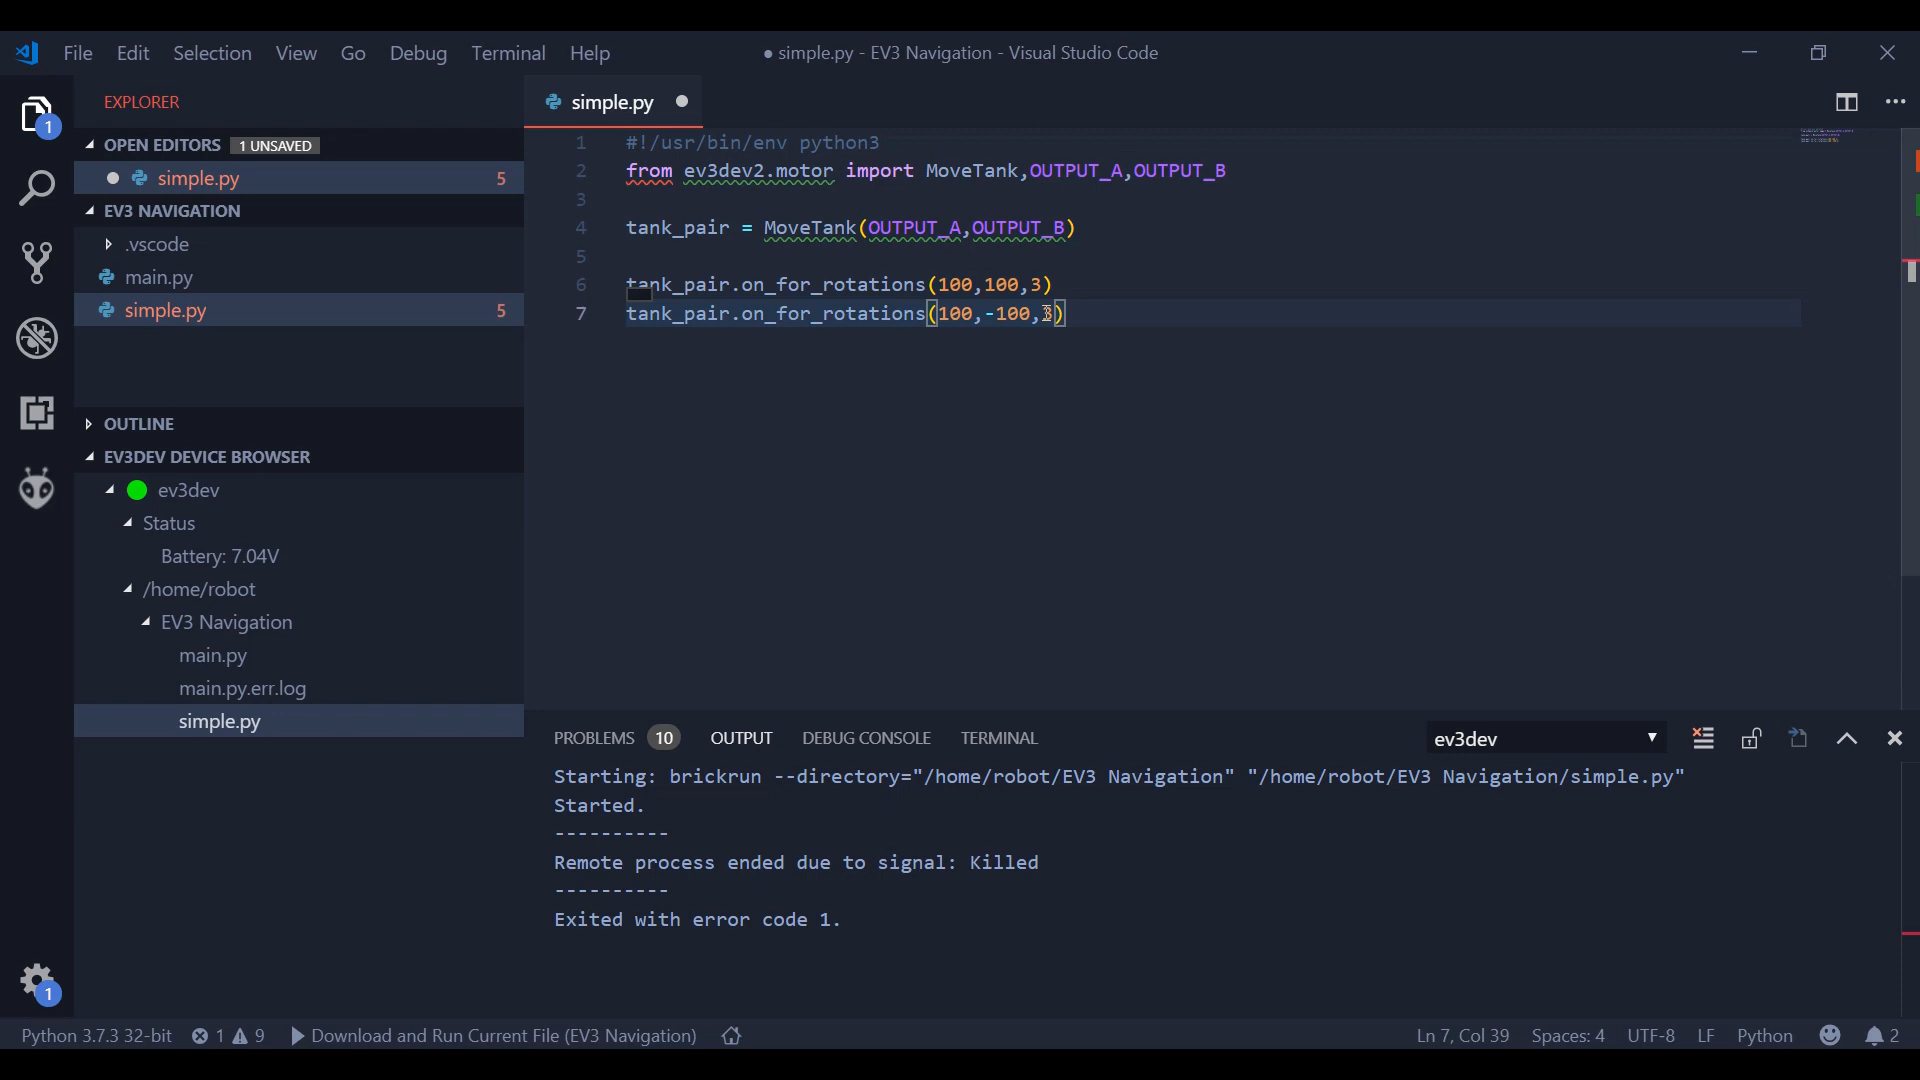 File Edit Selection View Go Debug Terminal Help
● simple.py - EV3 Navigation - Visual Studio Code
EXPLORER
OPEN EDITORS 1 UNSAVED
simple.py 5
EV3 NAVIGATION
.vscode
main.py
simple.py 5
OUTLINE
EV3DEV DEVICE BROWSER
ev3dev
Status
Battery: 7.04V
/home/robot
EV3 Navigation
main.py
main.py.err.log
simple.py
1
1
simple.py
1 #!/usr/bin/env python3
2 from ev3dev2.motor import MoveTank,OUTPUT_A,OUTPUT_B
3
4 tank_pair = MoveTank(OUTPUT_A,OUTPUT_B)
5
6 tank_pair.on_for_rotations(100,100,3)
7 tank_pair.on_for_rotations(100,-100,3)
PROBLEMS 10 OUTPUT DEBUG CONSOLE TERMINAL ev3dev
Starting: brickrun --directory="/home/robot/EV3 Navigation" "/home/robot/EV3 Navigation/simple.py"
Started.
----------
Remote process ended due to signal: Killed
----------
Exited with error code 1.
Python 3.7.3 32-bit 1 9 Download and Run Current File (EV3 Navigation) Ln 7, Col 39 Spaces: 4 UTF-8 LF Python 2